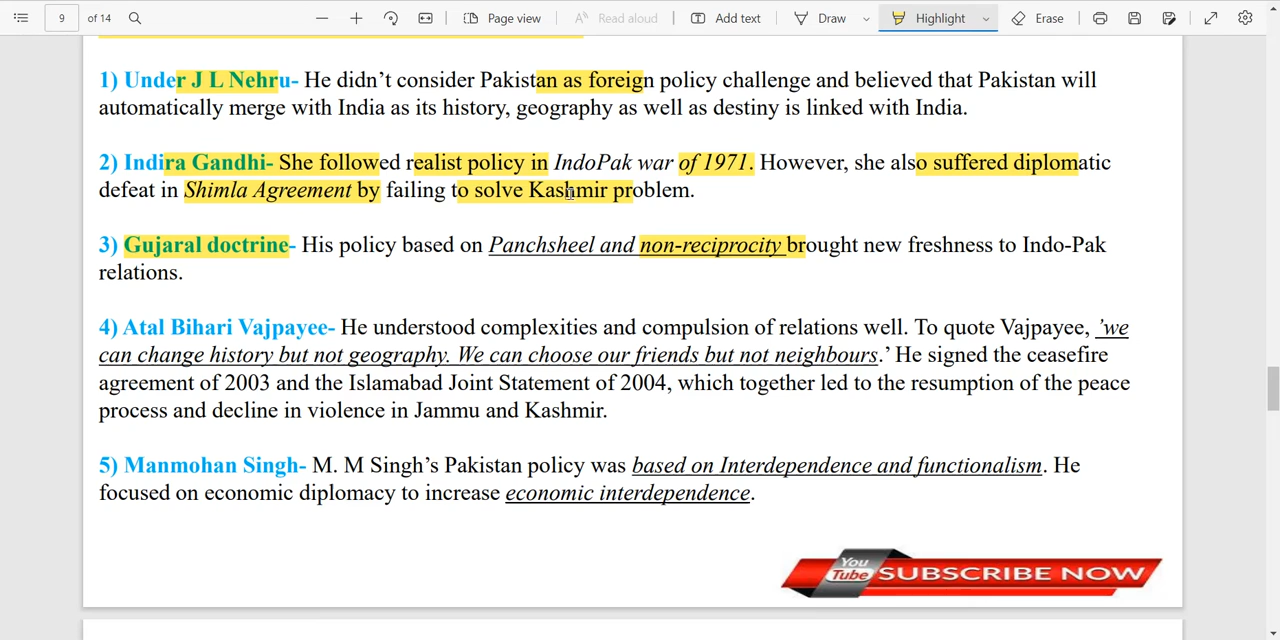 9 of 14 Page view Read aloud Add text Draw Highlight Erase
1) Under J L Nehru- He didn’t consider Pakistan as foreign policy challenge and believed that Pakistan will
automatically merge with India as its history, geography as well as destiny is linked with India.
2) Indira Gandhi- She followed realist policy in IndoPak war of 1971. However, she also suffered diplomatic
defeat in Shimla Agreement by failing to solve Kashmir problem.
3) Gujaral doctrine- His policy based on Panchsheel and non-reciprocity brought new freshness to Indo-Pak
relations.
4) Atal Bihari Vajpayee- He understood complexities and compulsion of relations well. To quote Vajpayee, ’we
can change history but not geography. We can choose our friends but not neighbours.’ He signed the ceasefire
agreement of 2003 and the Islamabad Joint Statement of 2004, which together led to the resumption of the peace
process and decline in violence in Jammu and Kashmir.
5) Manmohan Singh- M. M Singh’s Pakistan policy was based on Interdependence and functionalism. He
focused on economic diplomacy to increase economic interdependence.
You
Tube SUBSCRIBE NOW